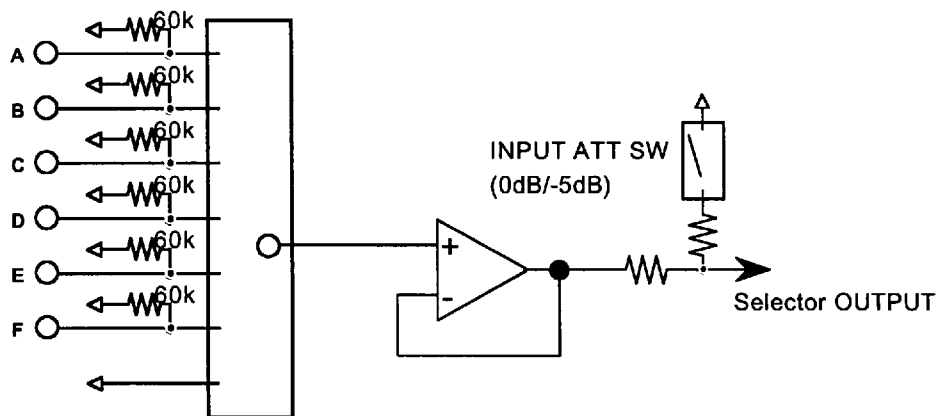 60k
A
60k
B
60k
C
60k
D
60k
E
60k
F
INPUT ATT SW
(0dB/-5dB)
+
-
Selector OUTPUT